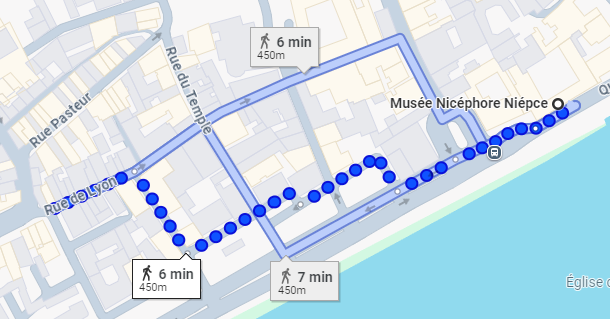 6 min
450m
Rue du Temple
Rue Pasteur
Musée Nicéphore Niépce
Rue de Lyon
6 min
450m
7 min
450m
Église d